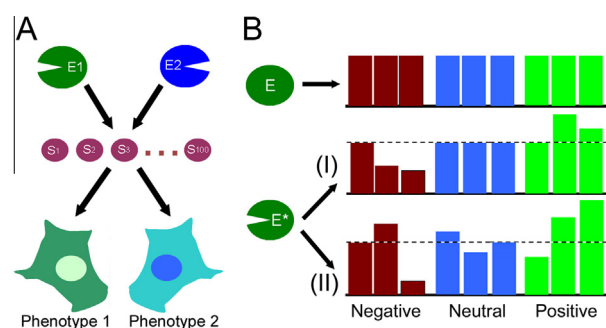 A
E1
E2
S1 S2 S3 S100
Phenotype 1 Phenotype 2
B
E
(I)
E*
(II)
Negative Neutral Positive